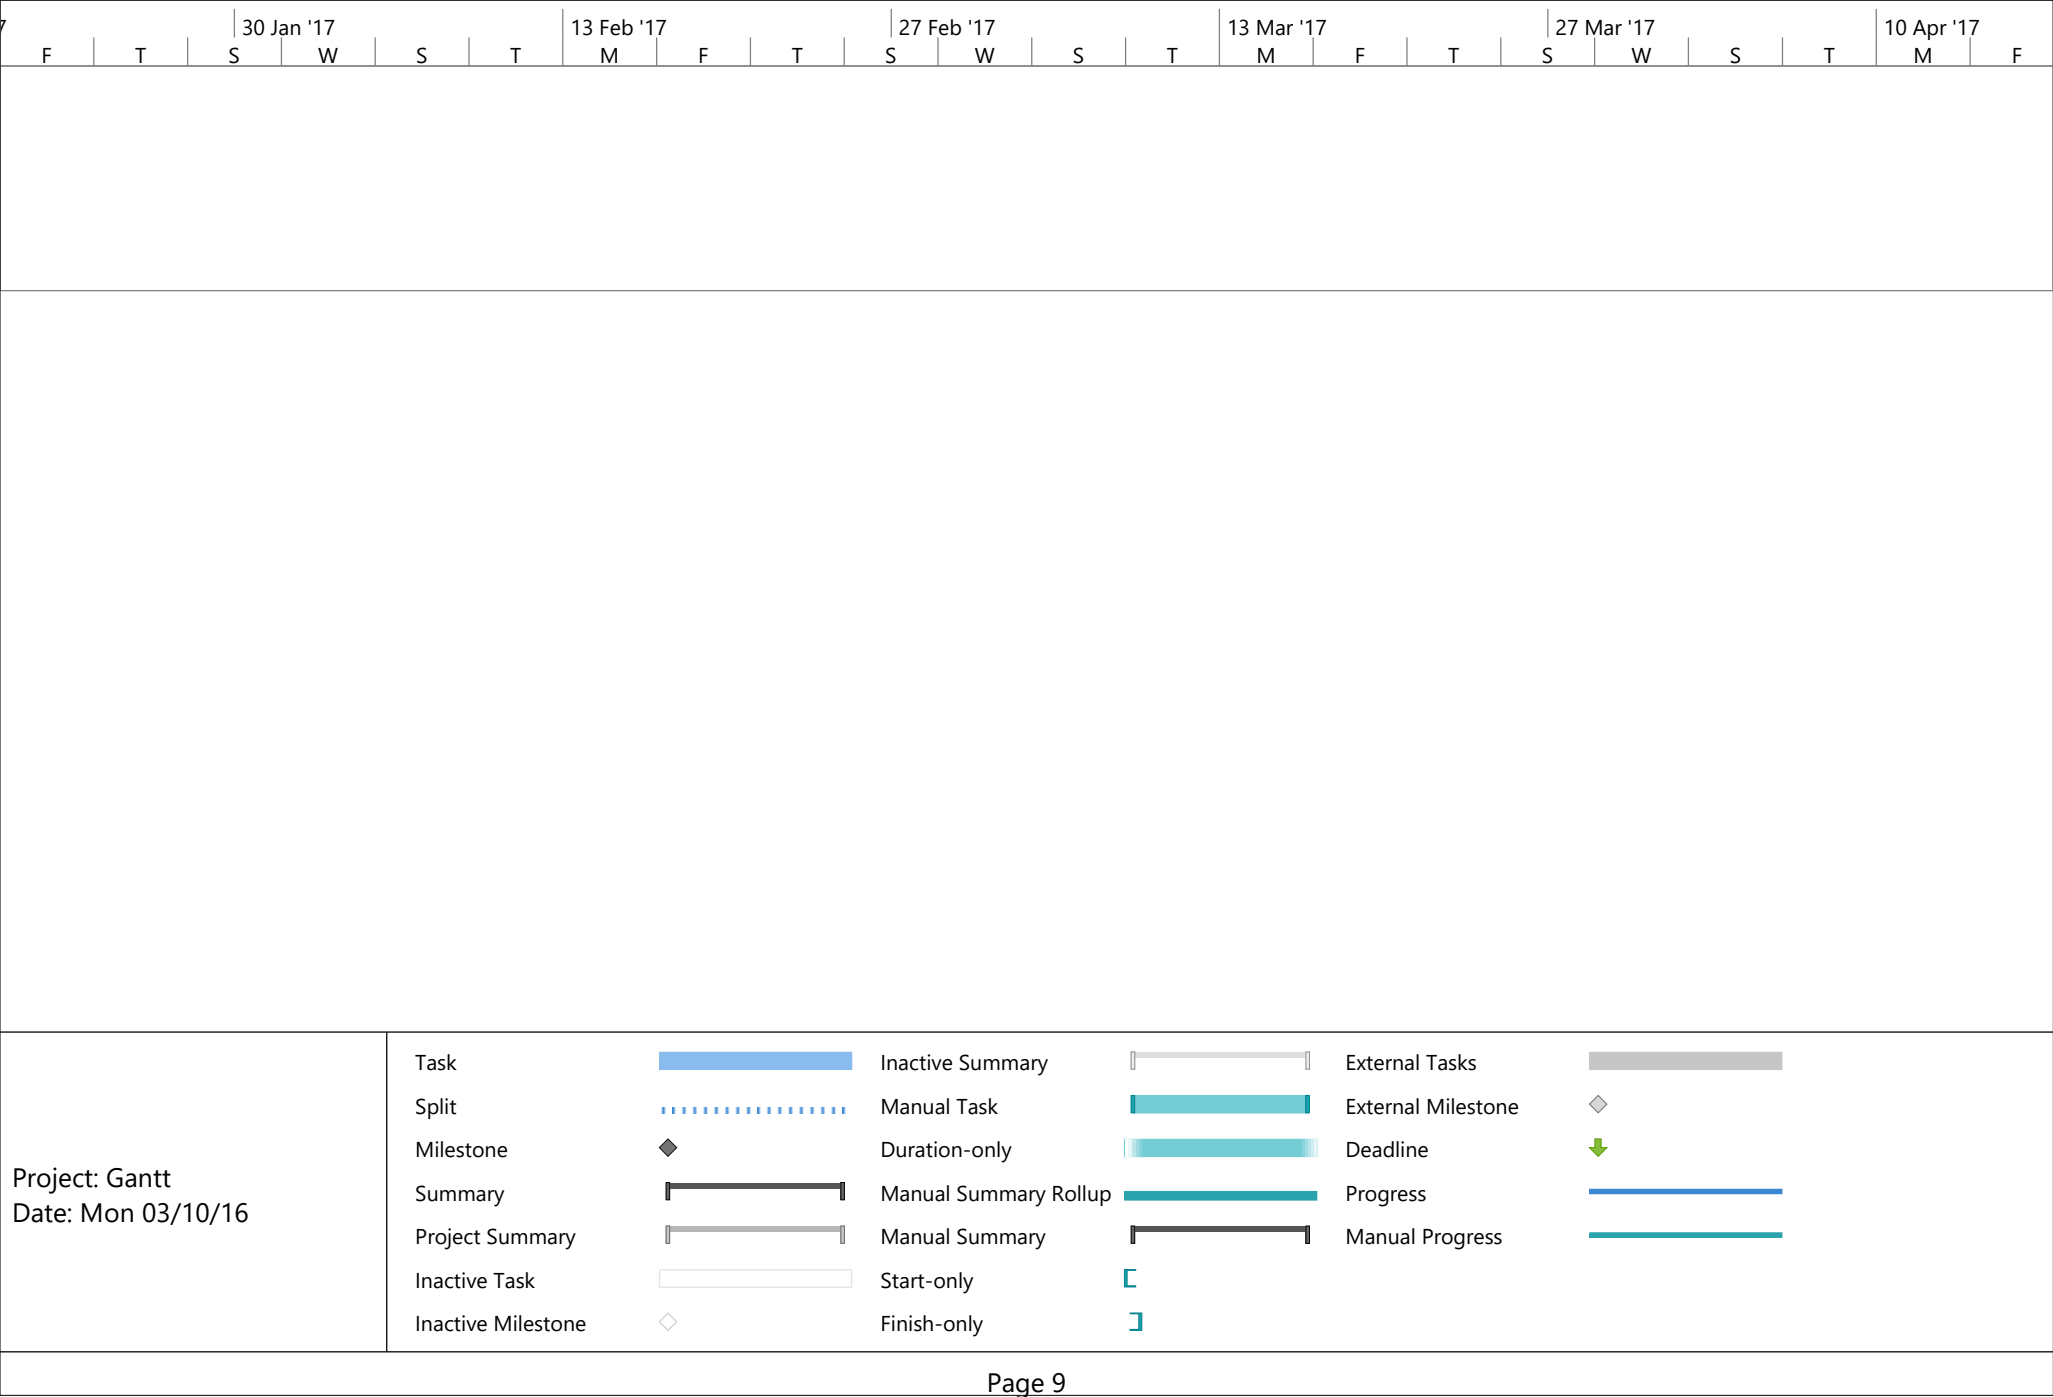 7 30 Jan '17 13 Feb '17 27 Feb '17 13 Mar '17 27 Mar '17 10 Apr '17
F T S W S T M F T S W S T M F T S W S T M F
Task Inactive Summary External Tasks
Split Manual Task External Milestone
Milestone Duration-only Deadline
Project: Gantt
Date: Mon 03/10/16
Summary Manual Summary Rollup Progress
Project Summary Manual Summary Manual Progress
Inactive Task Start-only
Inactive Milestone Finish-only
Page 9